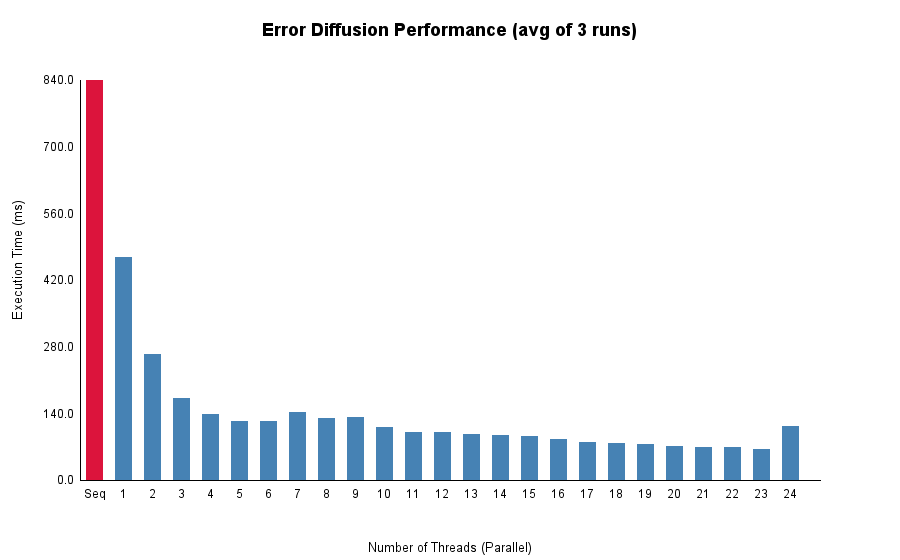 Error Diffusion Performance (avg of 3 runs)
840.0
700.0
560.0
420.0
280.0
140.0
0.0
Execution Time (ms)
Seq 1 2 3 4 5 6 7 8 9 10 11 12 13 14 15 16 17 18 19 20 21 22 23 24
Number of Threads (Parallel)